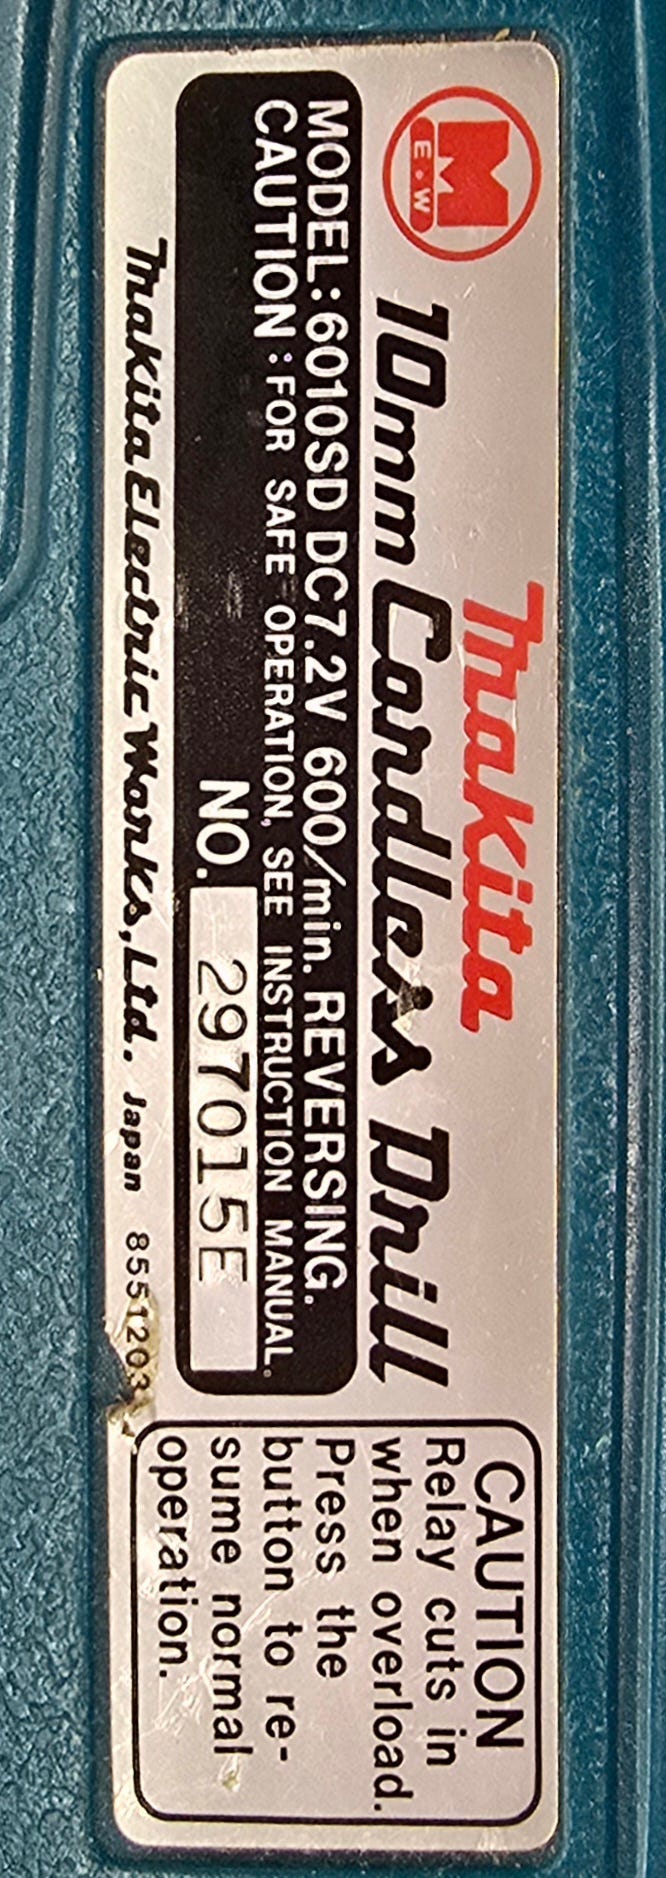 M
E·W
Makita
10mm Cordless Drill
MODEL:6010SD DC7.2V 600/min. REVERSING.
CAUTION:FOR SAFE OPERATION, SEE INSTRUCTION MANUAL.
NO. 297015E
Makita Electric Works, Ltd. Japan 8551203
CAUTION
Relay cuts in
when overload.
Press the
button to re-
sume normal
operation.